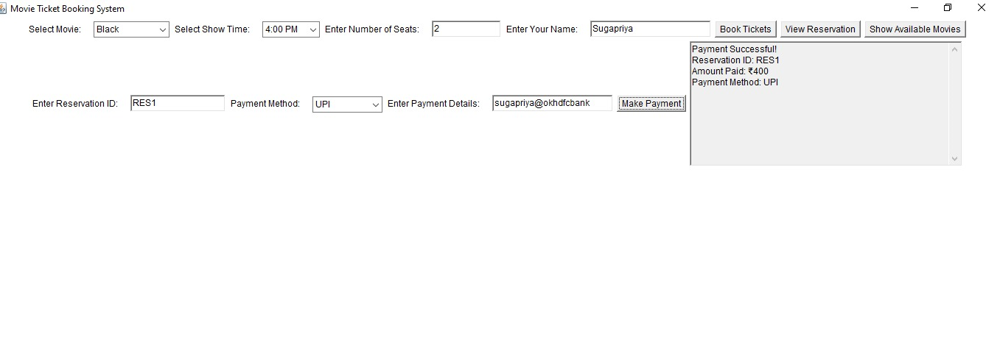 Movie Ticket Booking System
Select Movie: Black Select Show Time: 4:00 PM Enter Number of Seats: 2 Enter Your Name: Sugapriya Book Tickets View Reservation Show Available Movies
Payment Successful!
Reservation ID: RES1
Amount Paid: ₹400
Payment Method: UPI
Enter Reservation ID: RES1 Payment Method: UPI Enter Payment Details: sugapriya@okhdfcbank Make Payment